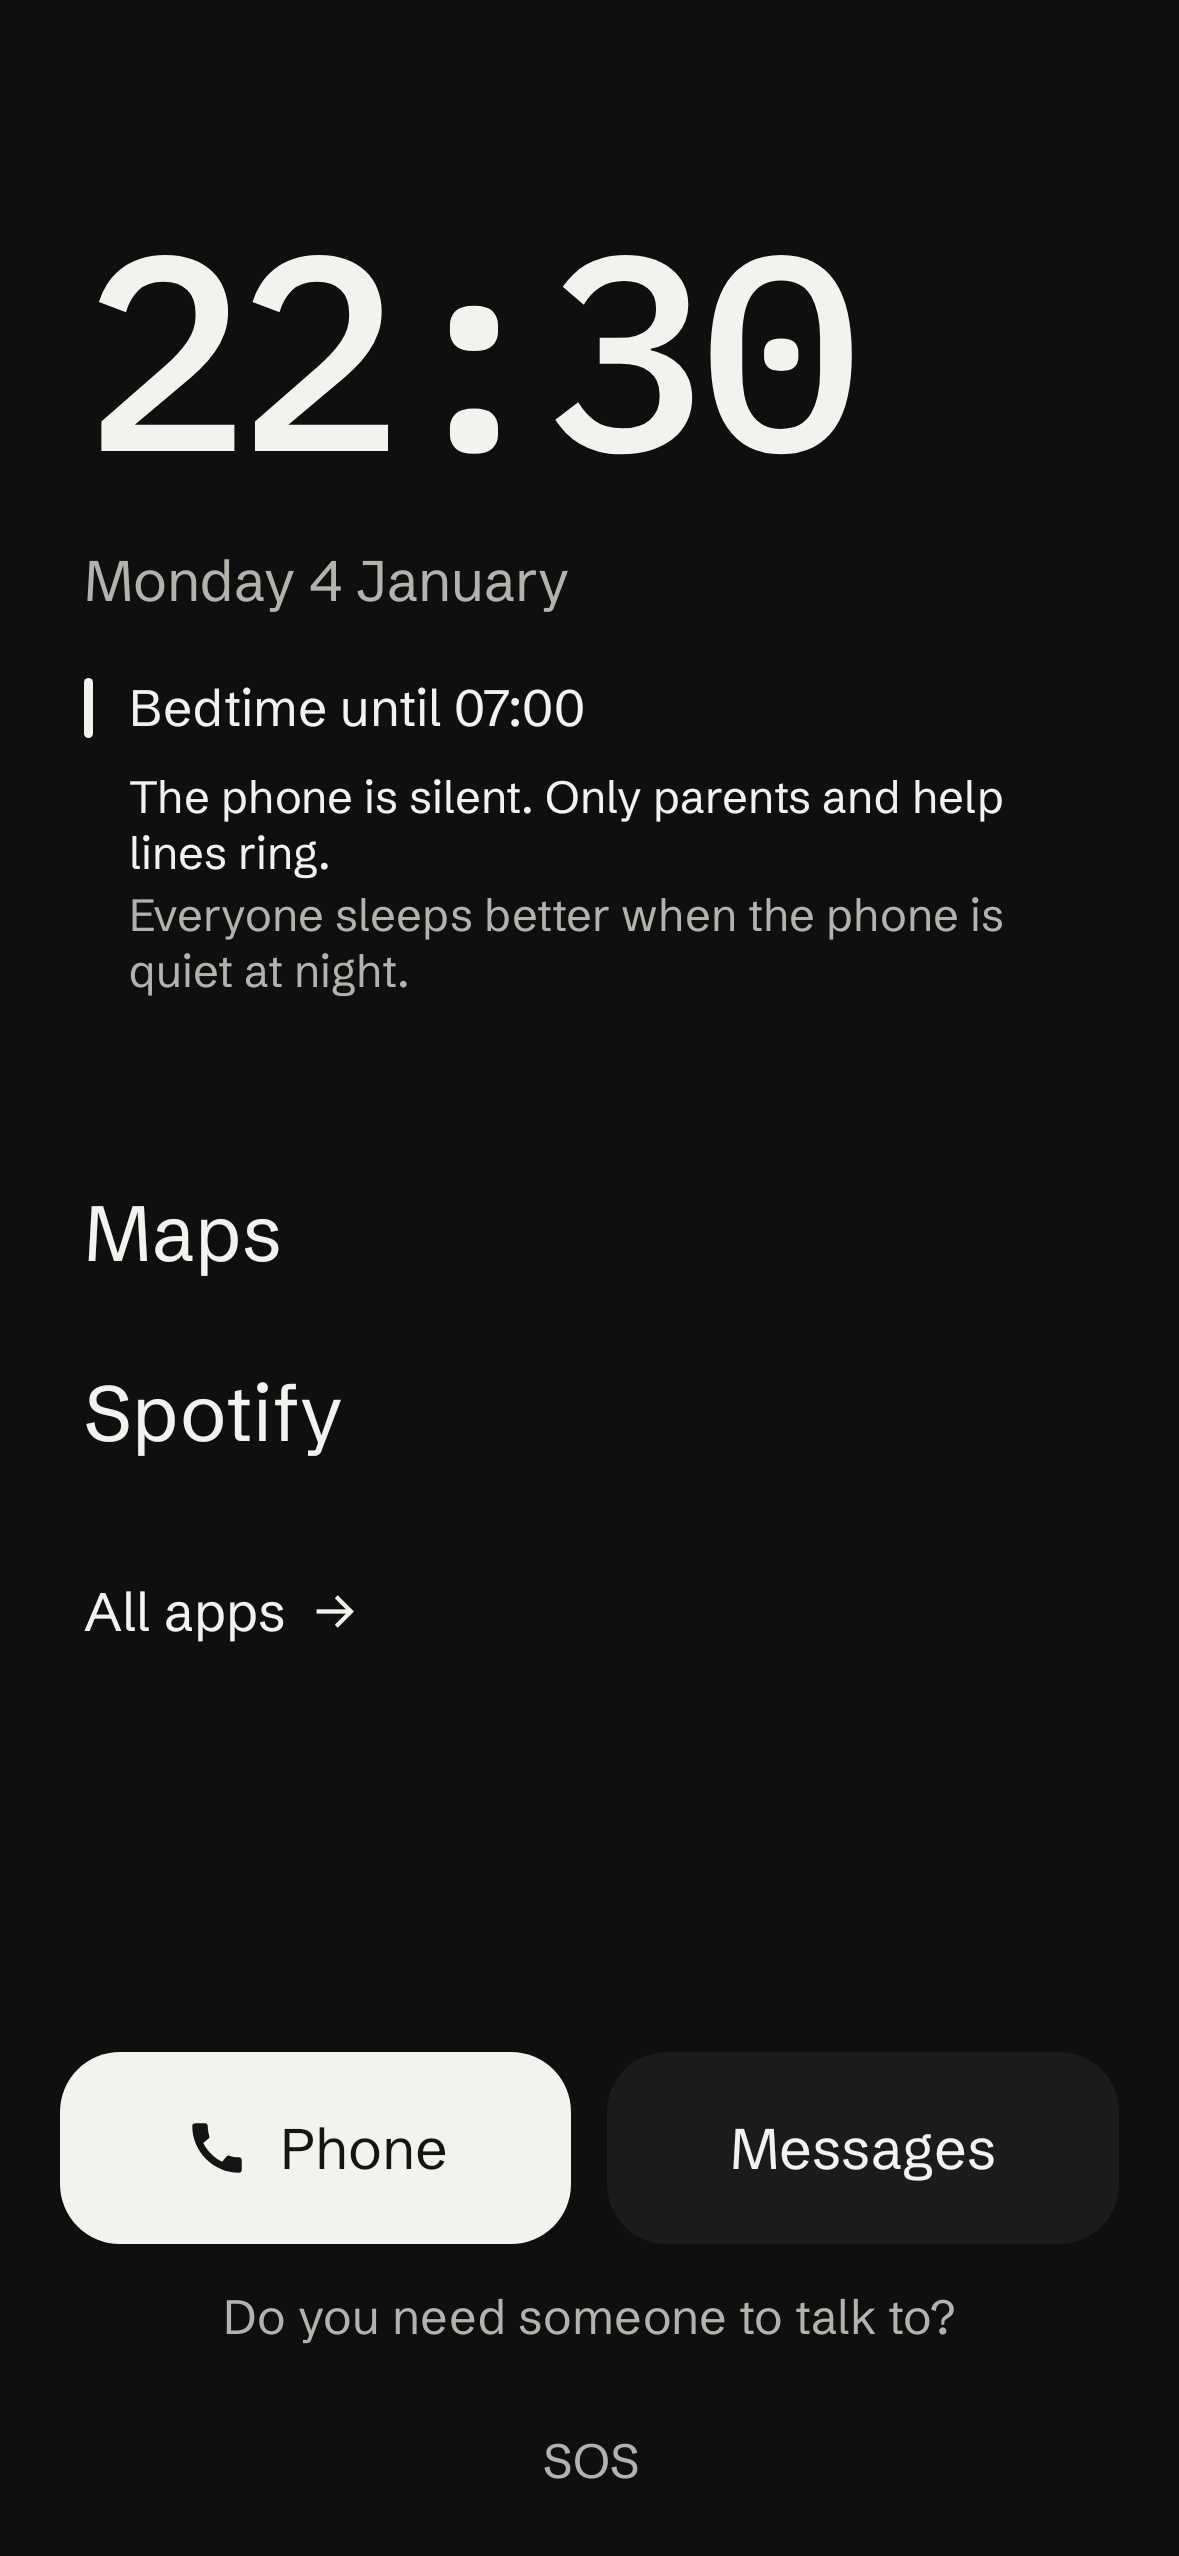 22:30
Monday 4 January
Bedtime until 07:00
The phone is silent. Only parents and help
lines ring.
Everyone sleeps better when the phone is
quiet at night.
Maps
Spotify
All apps →
Phone
Messages
Do you need someone to talk to?
SOS